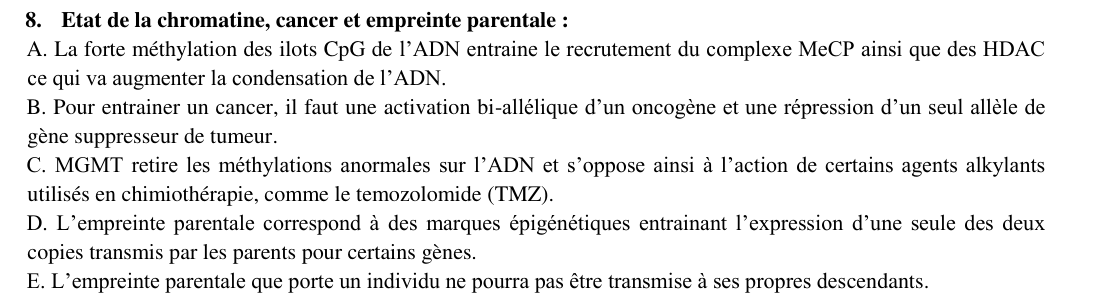 8. Etat de la chromatine, cancer et empreinte parentale :
A. La forte méthylation des ilots CpG de l'ADN entraine le recrutement du complexe MeCP ainsi que des HDAC
ce qui va augmenter la condensation de l'ADN.
B. Pour entrainer un cancer, il faut une activation bi-allélique d'un oncogène et une répression d'un seul allèle de
gène suppresseur de tumeur.
C. MGMT retire les méthylations anormales sur l'ADN et s'oppose ainsi à l'action de certains agents alkylants
utilisés en chimiothérapie, comme le temozolomide (TMZ).
D. L'empreinte parentale correspond à des marques épigénétiques entrainant l'expression d'une seule des deux
copies transmis par les parents pour certains gènes.
E. L'empreinte parentale que porte un individu ne pourra pas être transmise à ses propres descendants.